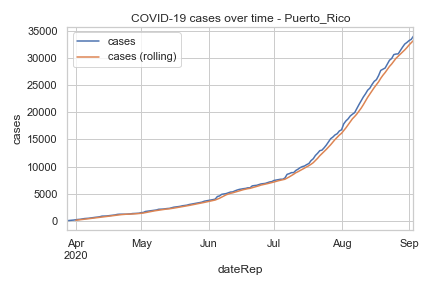 COVID-19 cases over time - Puerto_Rico
cases
cases (rolling)
35000
30000
25000
20000
15000
10000
5000
0
cases
Apr
2020
May
Jun
Jul
Aug
Sep
dateRep